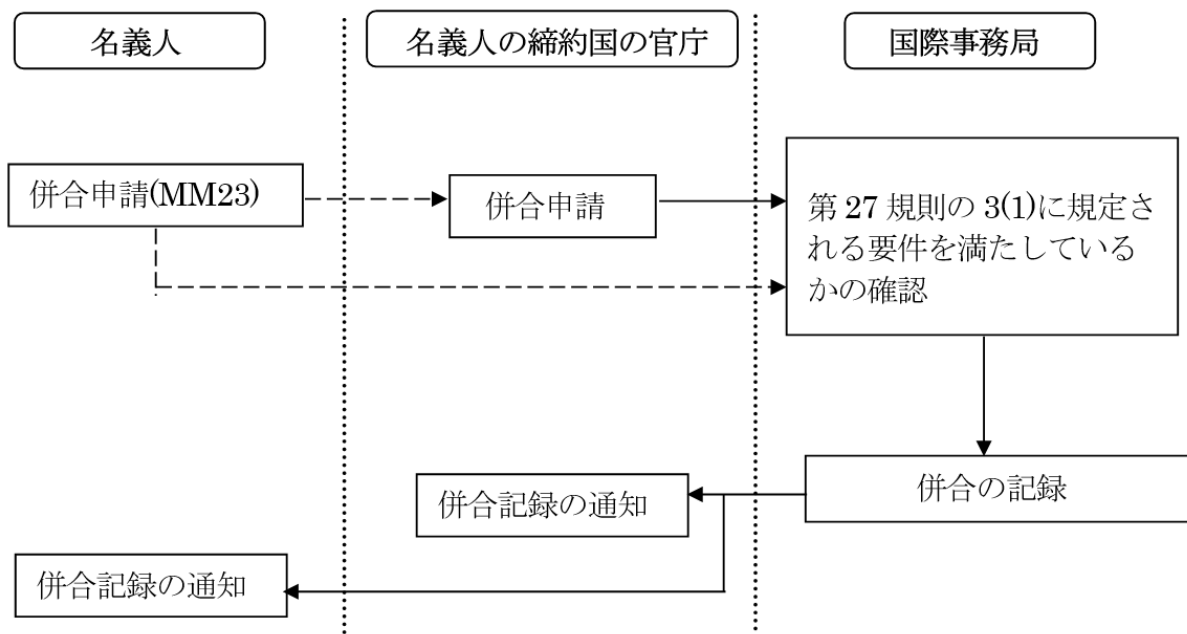 名義人
名義人の締約国の官庁
国際事務局
併合申請(MM23)
併合申請
第 27 規則の 3(1)に規定さ
れる要件を満たしている
かの確認
併合の記録
併合記録の通知
併合記録の通知